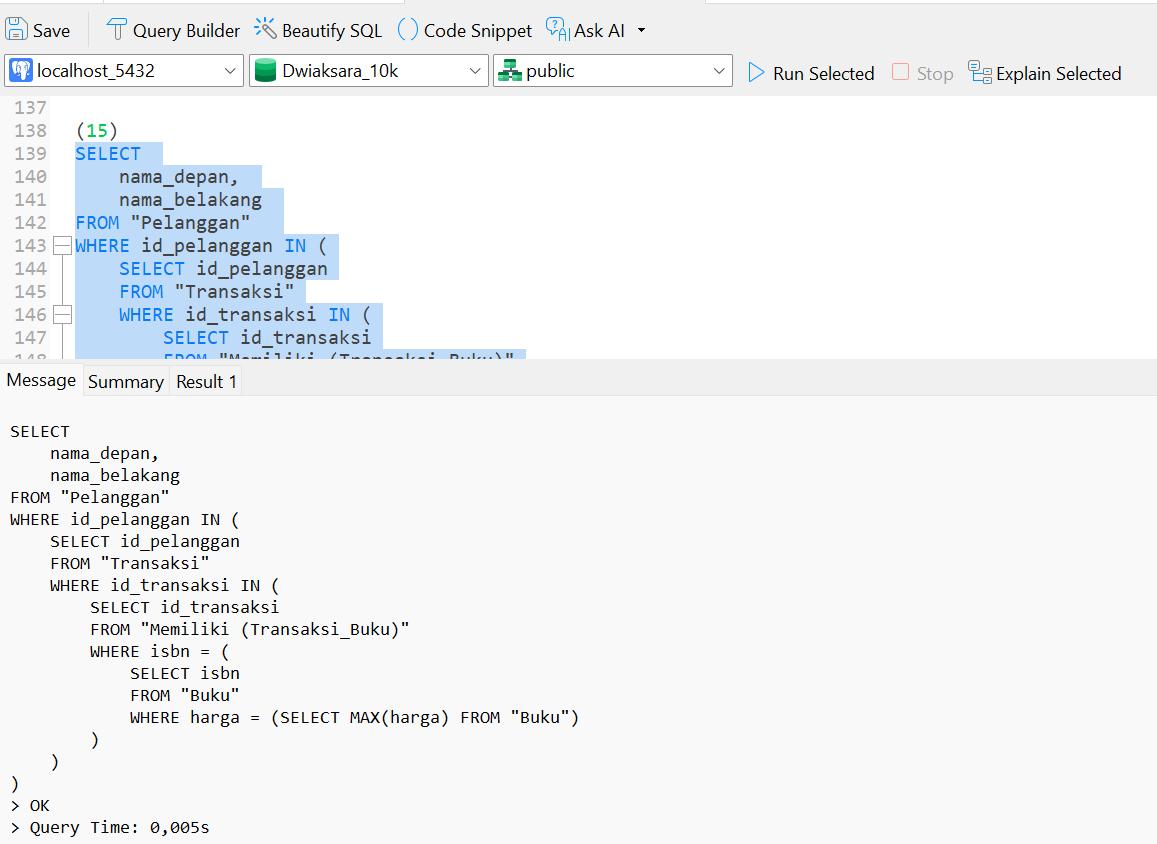 Save Query Builder Beautify SQL () Code Snippet Ask AI
localhost_5432 Dwiaksara_10k public Run Selected Stop Explain Selected
137
138 (15)
139 SELECT
140 nama_depan,
141 nama_belakang
142 FROM "Pelanggan"
143 WHERE id_pelanggan IN (
144 SELECT id_pelanggan
145 FROM "Transaksi"
146 WHERE id_transaksi IN (
147 SELECT id_transaksi
148 FROM "Memiliki (Transaksi_Buku)"
Message Summary Result 1
SELECT
nama_depan,
nama_belakang
FROM "Pelanggan"
WHERE id_pelanggan IN (
SELECT id_pelanggan
FROM "Transaksi"
WHERE id_transaksi IN (
SELECT id_transaksi
FROM "Memiliki (Transaksi_Buku)"
WHERE isbn = (
SELECT isbn
FROM "Buku"
WHERE harga = (SELECT MAX(harga) FROM "Buku")
)
)
)
> OK
> Query Time: 0,005s